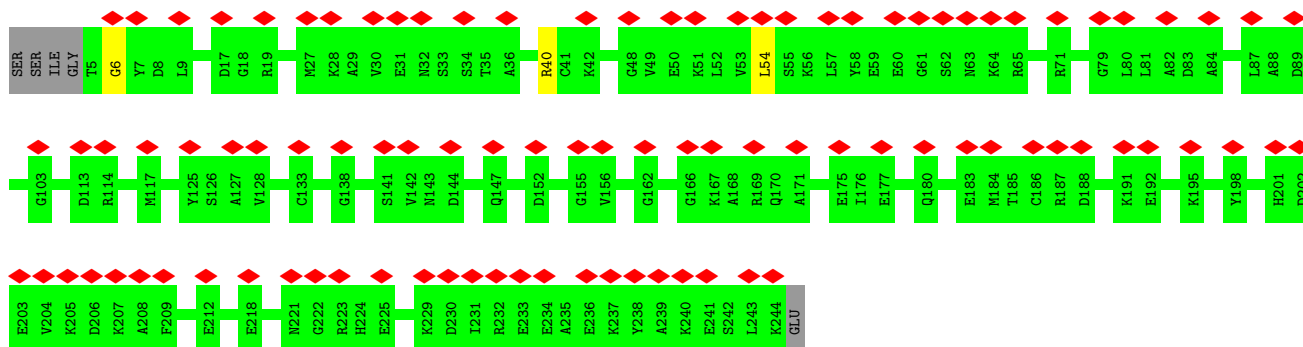 SER SER ILE GLY T5 G6 Y7 D8 L9 D17 G18 R19 M27 K28 A29 V30 E31 N32 S33 S34 T35 A36 R40 C41 K42 G48 V49 E50 K51 L52 V53 L54 S55 K56 L57 Y58 E59 E60 G61 S62 N63 K64 R65 R71 G79 L80 L81 A82 D83 A84 L87 A88 D89
G103 D113 R114 M117 Y125 S126 A127 V128 C133 G138 S141 V142 N143 D144 Q147 D152 G155 V156 G162 G166 K167 A168 R169 Q170 A171 E175 I176 E177 Q180 E183 M184 T185 C186 R187 D188 K191 E192 K195 Y198 H201 D202
E203 V204 K205 D206 K207 A208 F209 E212 E218 N221 G222 R223 H224 E225 K229 D230 I231 R232 E233 E234 A235 E236 K237 Y238 A239 K240 E241 S242 L243 K244 GLU